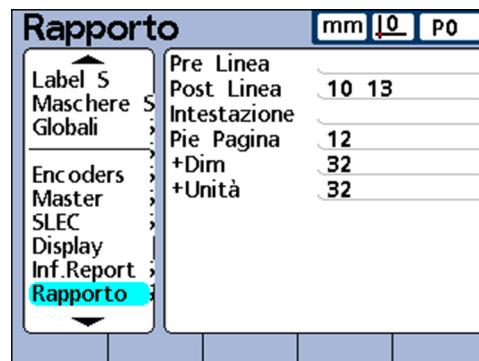 Rapporto mm 0 P0
Label S
Maschere S
Globali
Encoders
Master
SLEC
Display
Inf.Report
Rapporto
Pre Linea
Post Linea 10 13
Intestazione
Pie Pagina 12
+Dim 32
+Unità 32